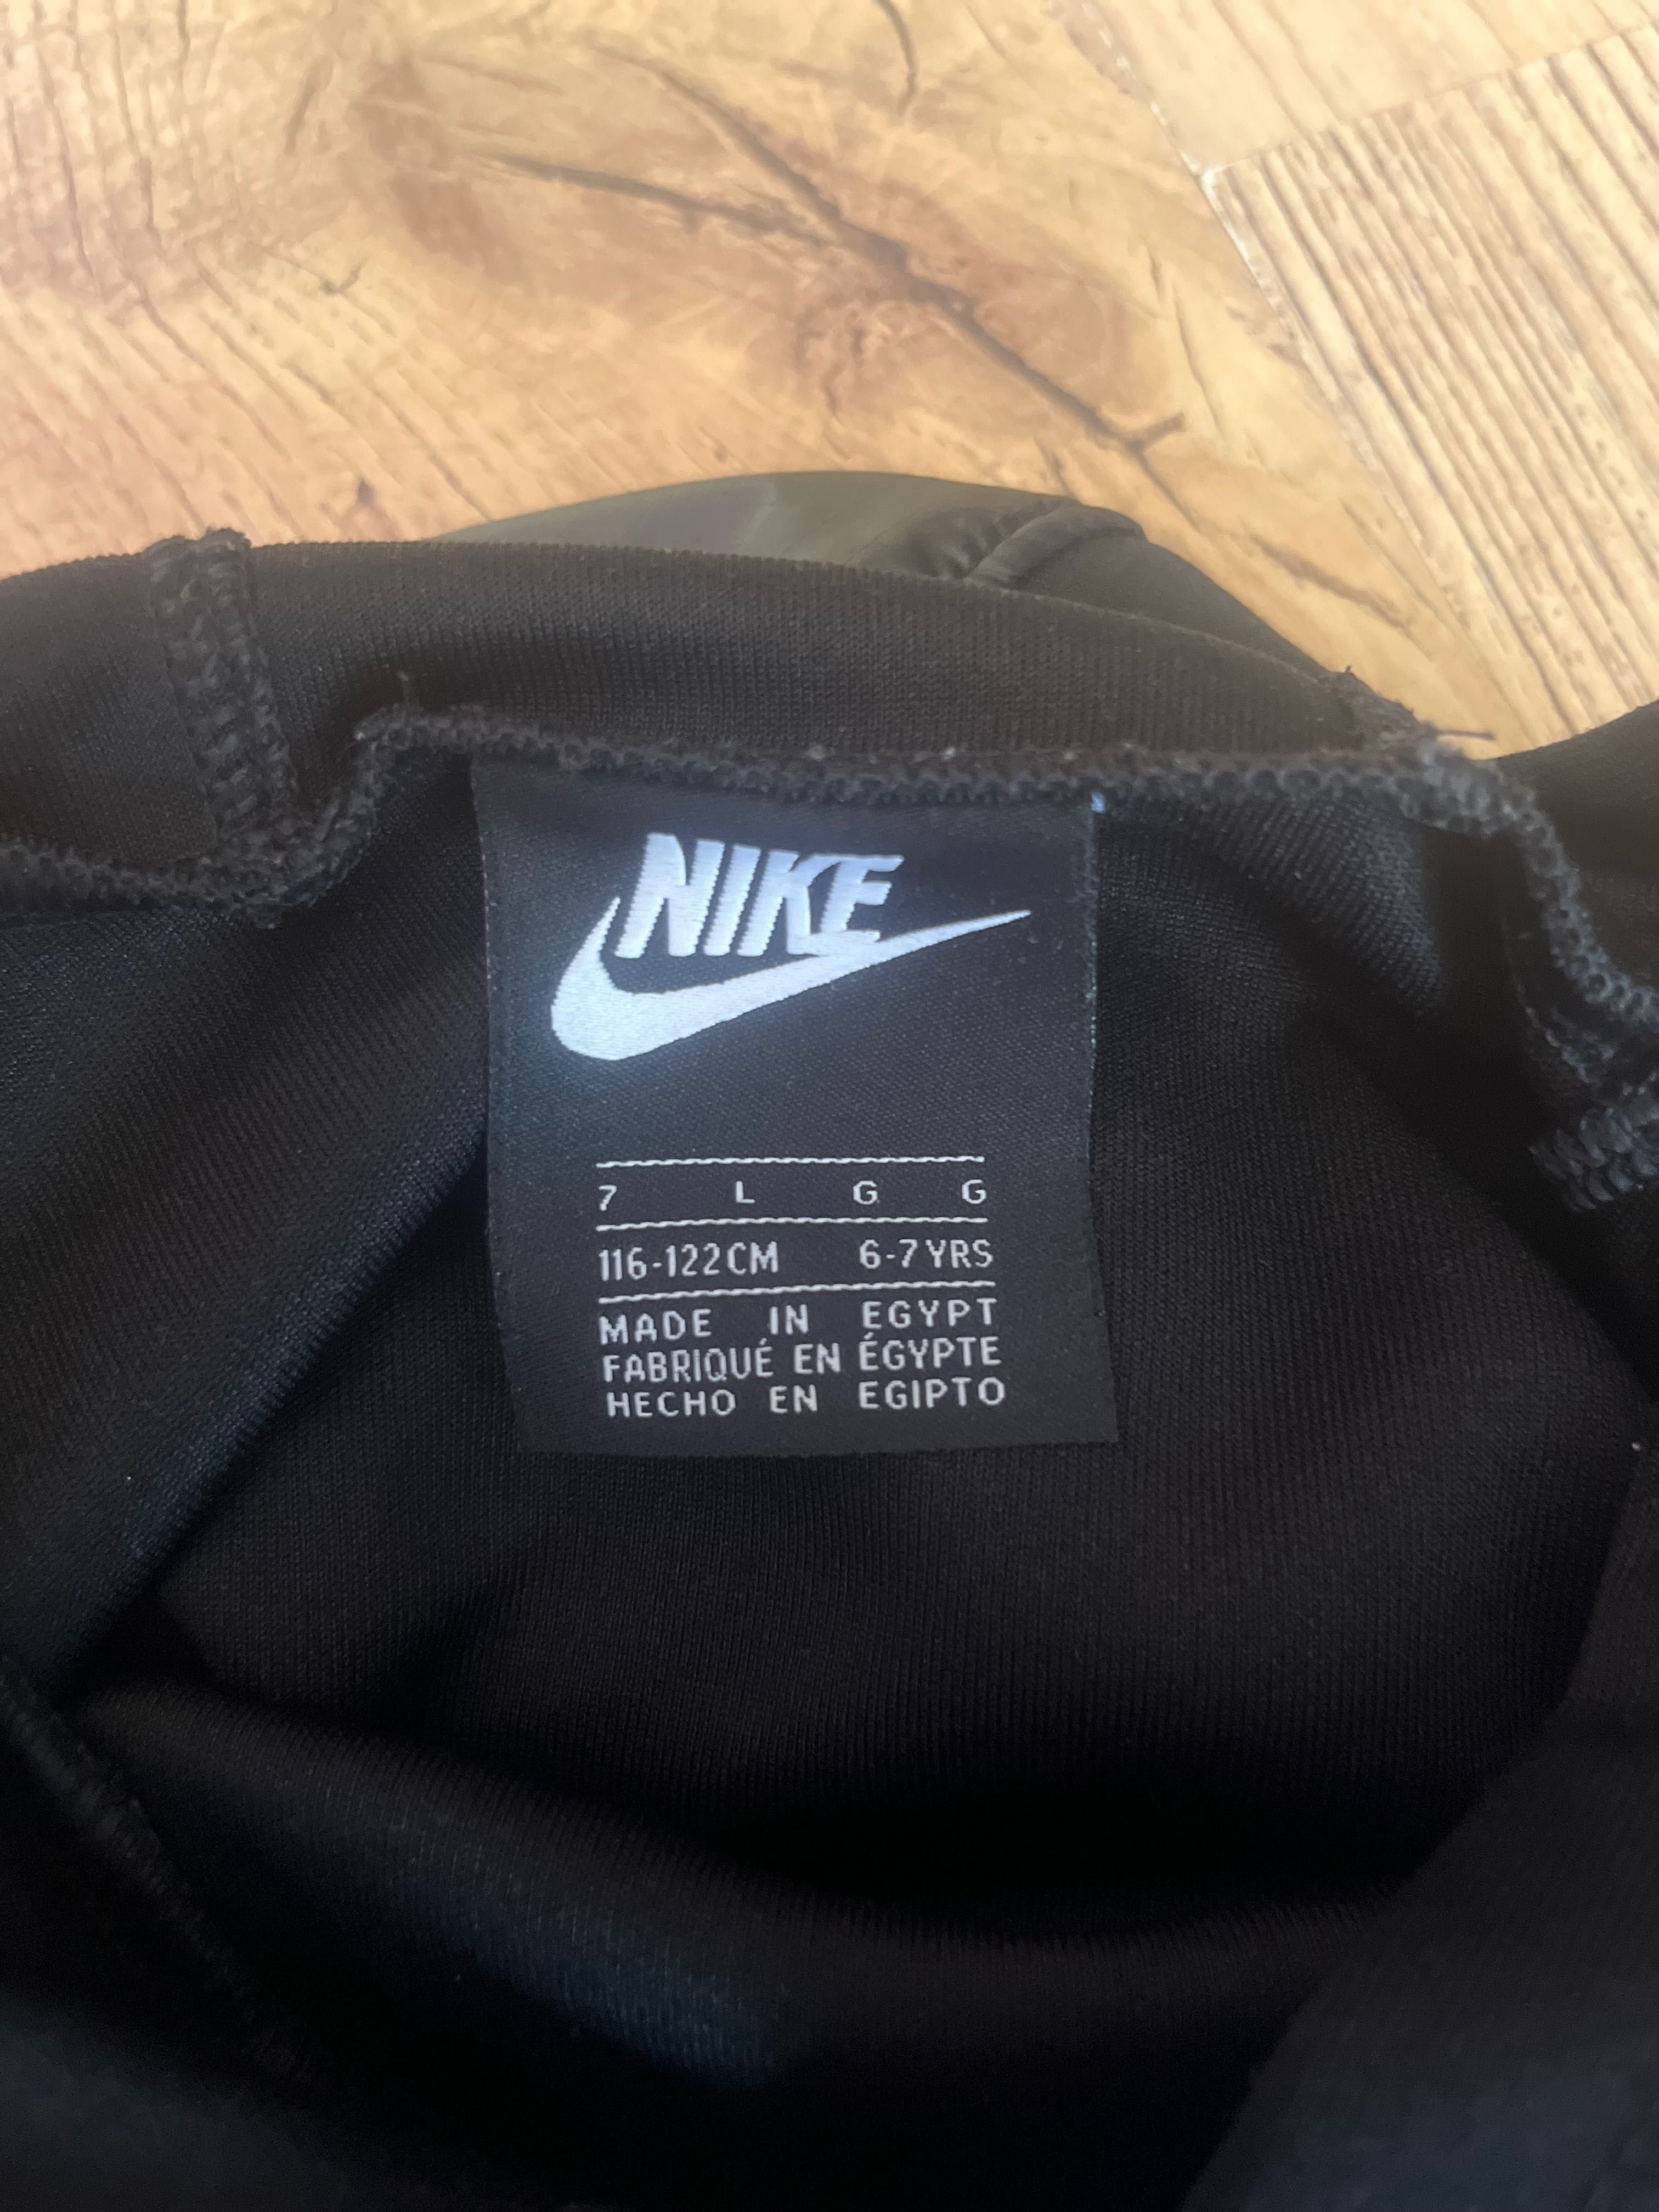 NIKE
7 L G G
116-122CM 6-7YRS
MADE IN EGYPT
FABRIQUÉ EN ÉGYPTE
HECHO EN EGIPTO